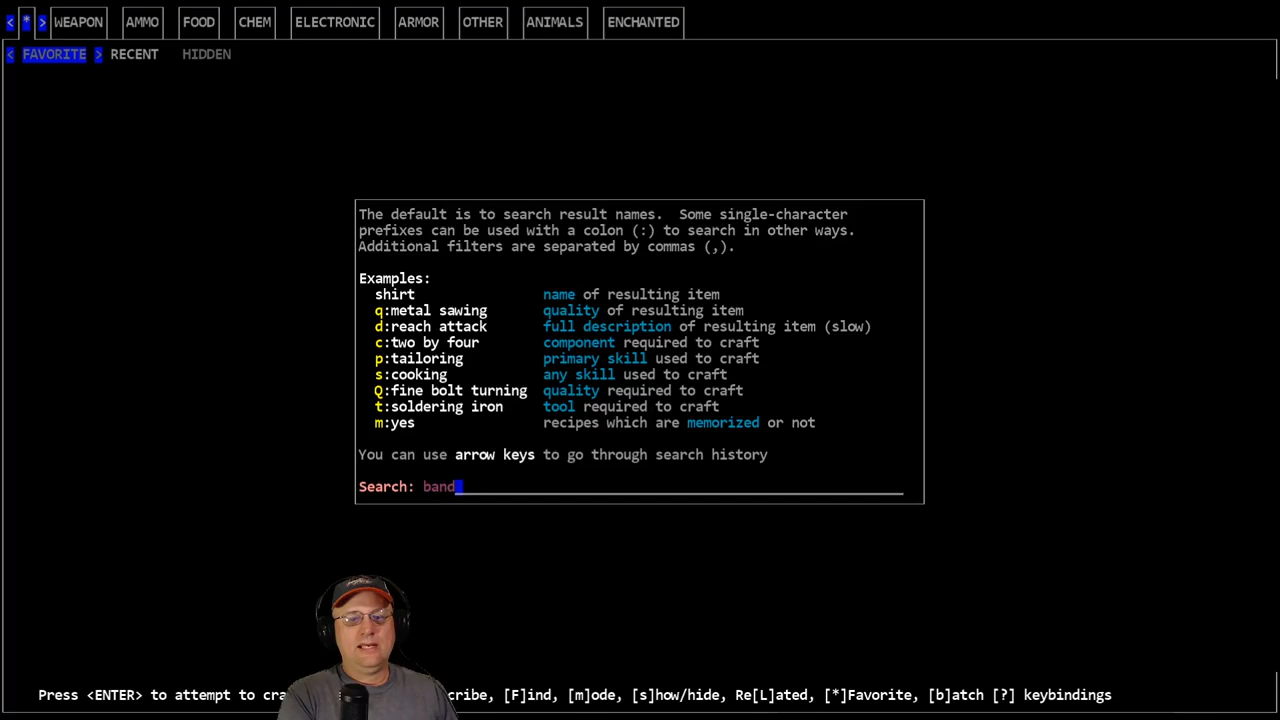 < * > WEAPON AMMO FOOD CHEM ELECTRONIC ARMOR OTHER ANIMALS ENCHANTED
< FAVORITE > RECENT HIDDEN
The default is to search result names. Some single-character
prefixes can be used with a colon (:) to search in other ways.
Additional filters are separated by commas (,).
Examples:
shirt name of resulting item
q:metal sawing quality of resulting item
d:reach attack full description of resulting item (slow)
c:two by four component required to craft
p:tailoring primary skill used to craft
s:cooking any skill used to craft
Q:fine bolt turning quality required to craft
t:soldering iron tool required to craft
m:yes recipes which are memorized or not
You can use arrow keys to go through search history
Search: band
Press <ENTER> to attempt to cra cribe, [F]ind, [m]ode, [s]how/hide, Re[L]ated, [*]Favorite, [b]atch [?] keybindings